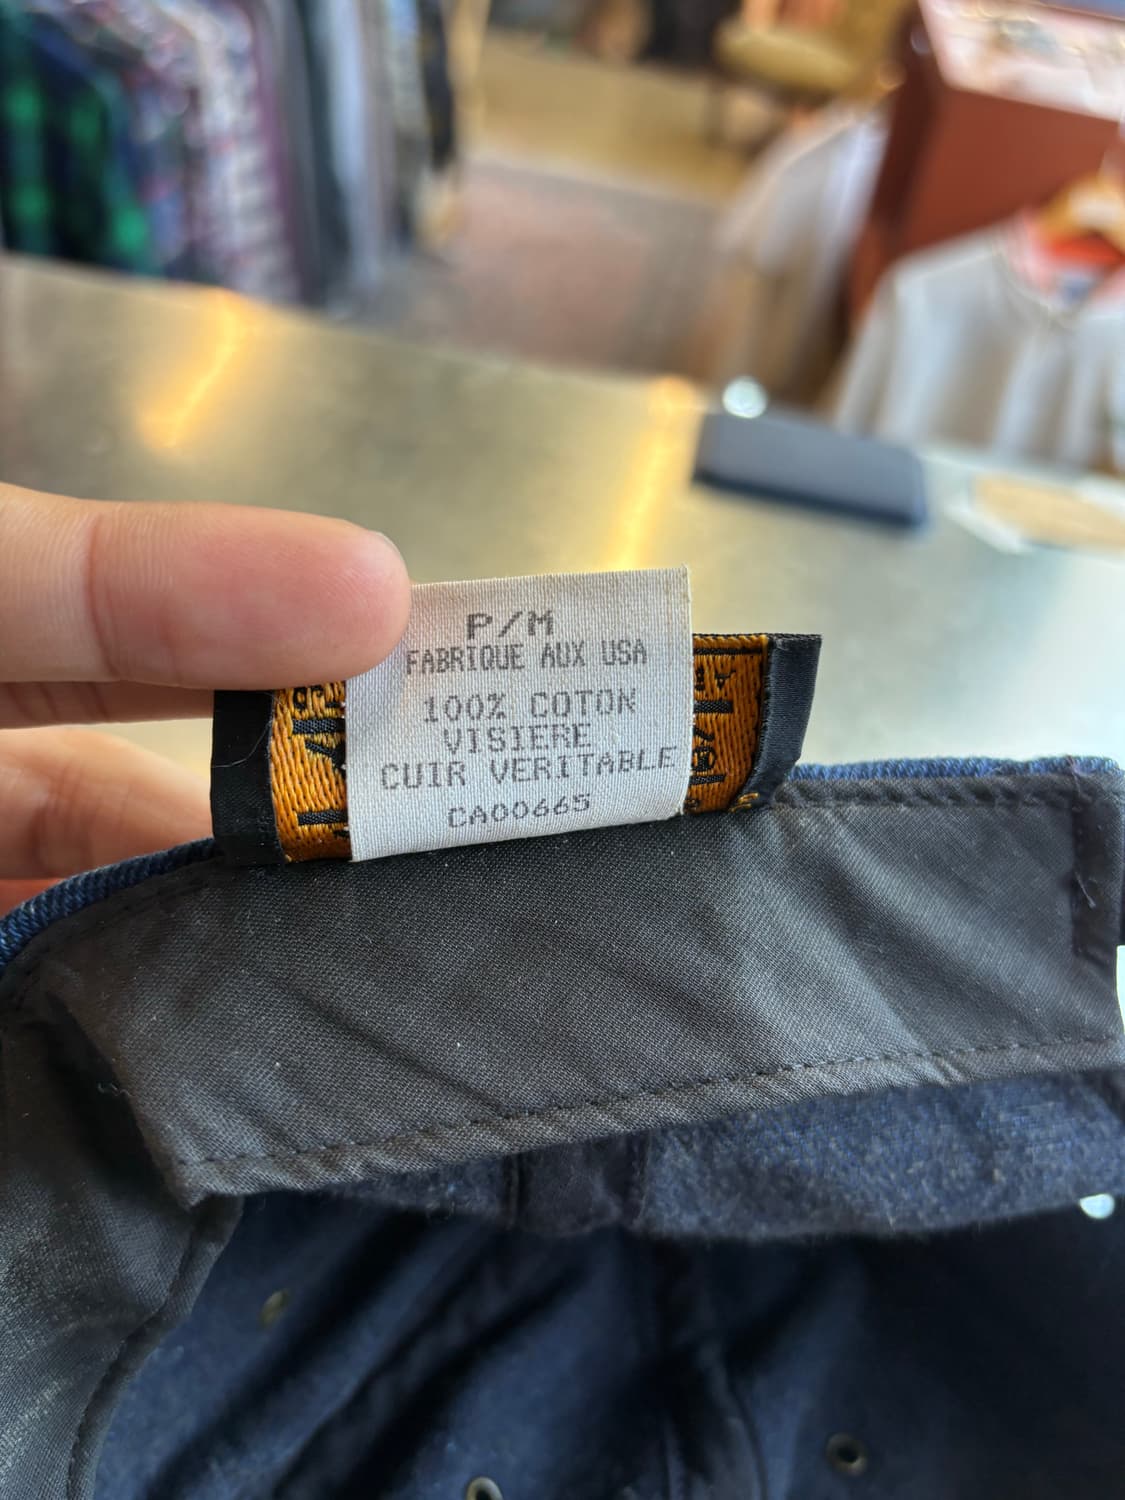 P/M
FABRIQUE AUX USA
100% COTON
VISIERE
CUIR VERITABLE
CA00665